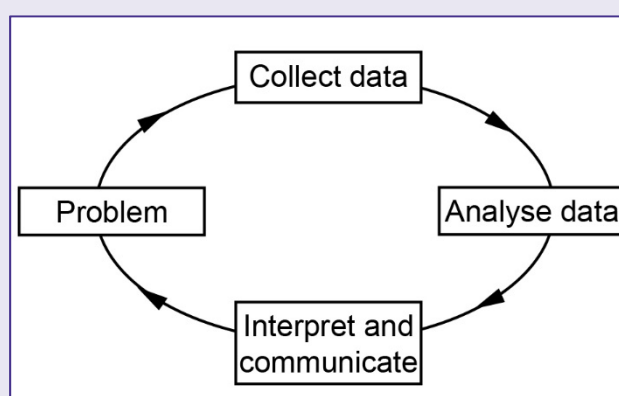 Collect data
Problem
Analyse data
Interpret and
communicate